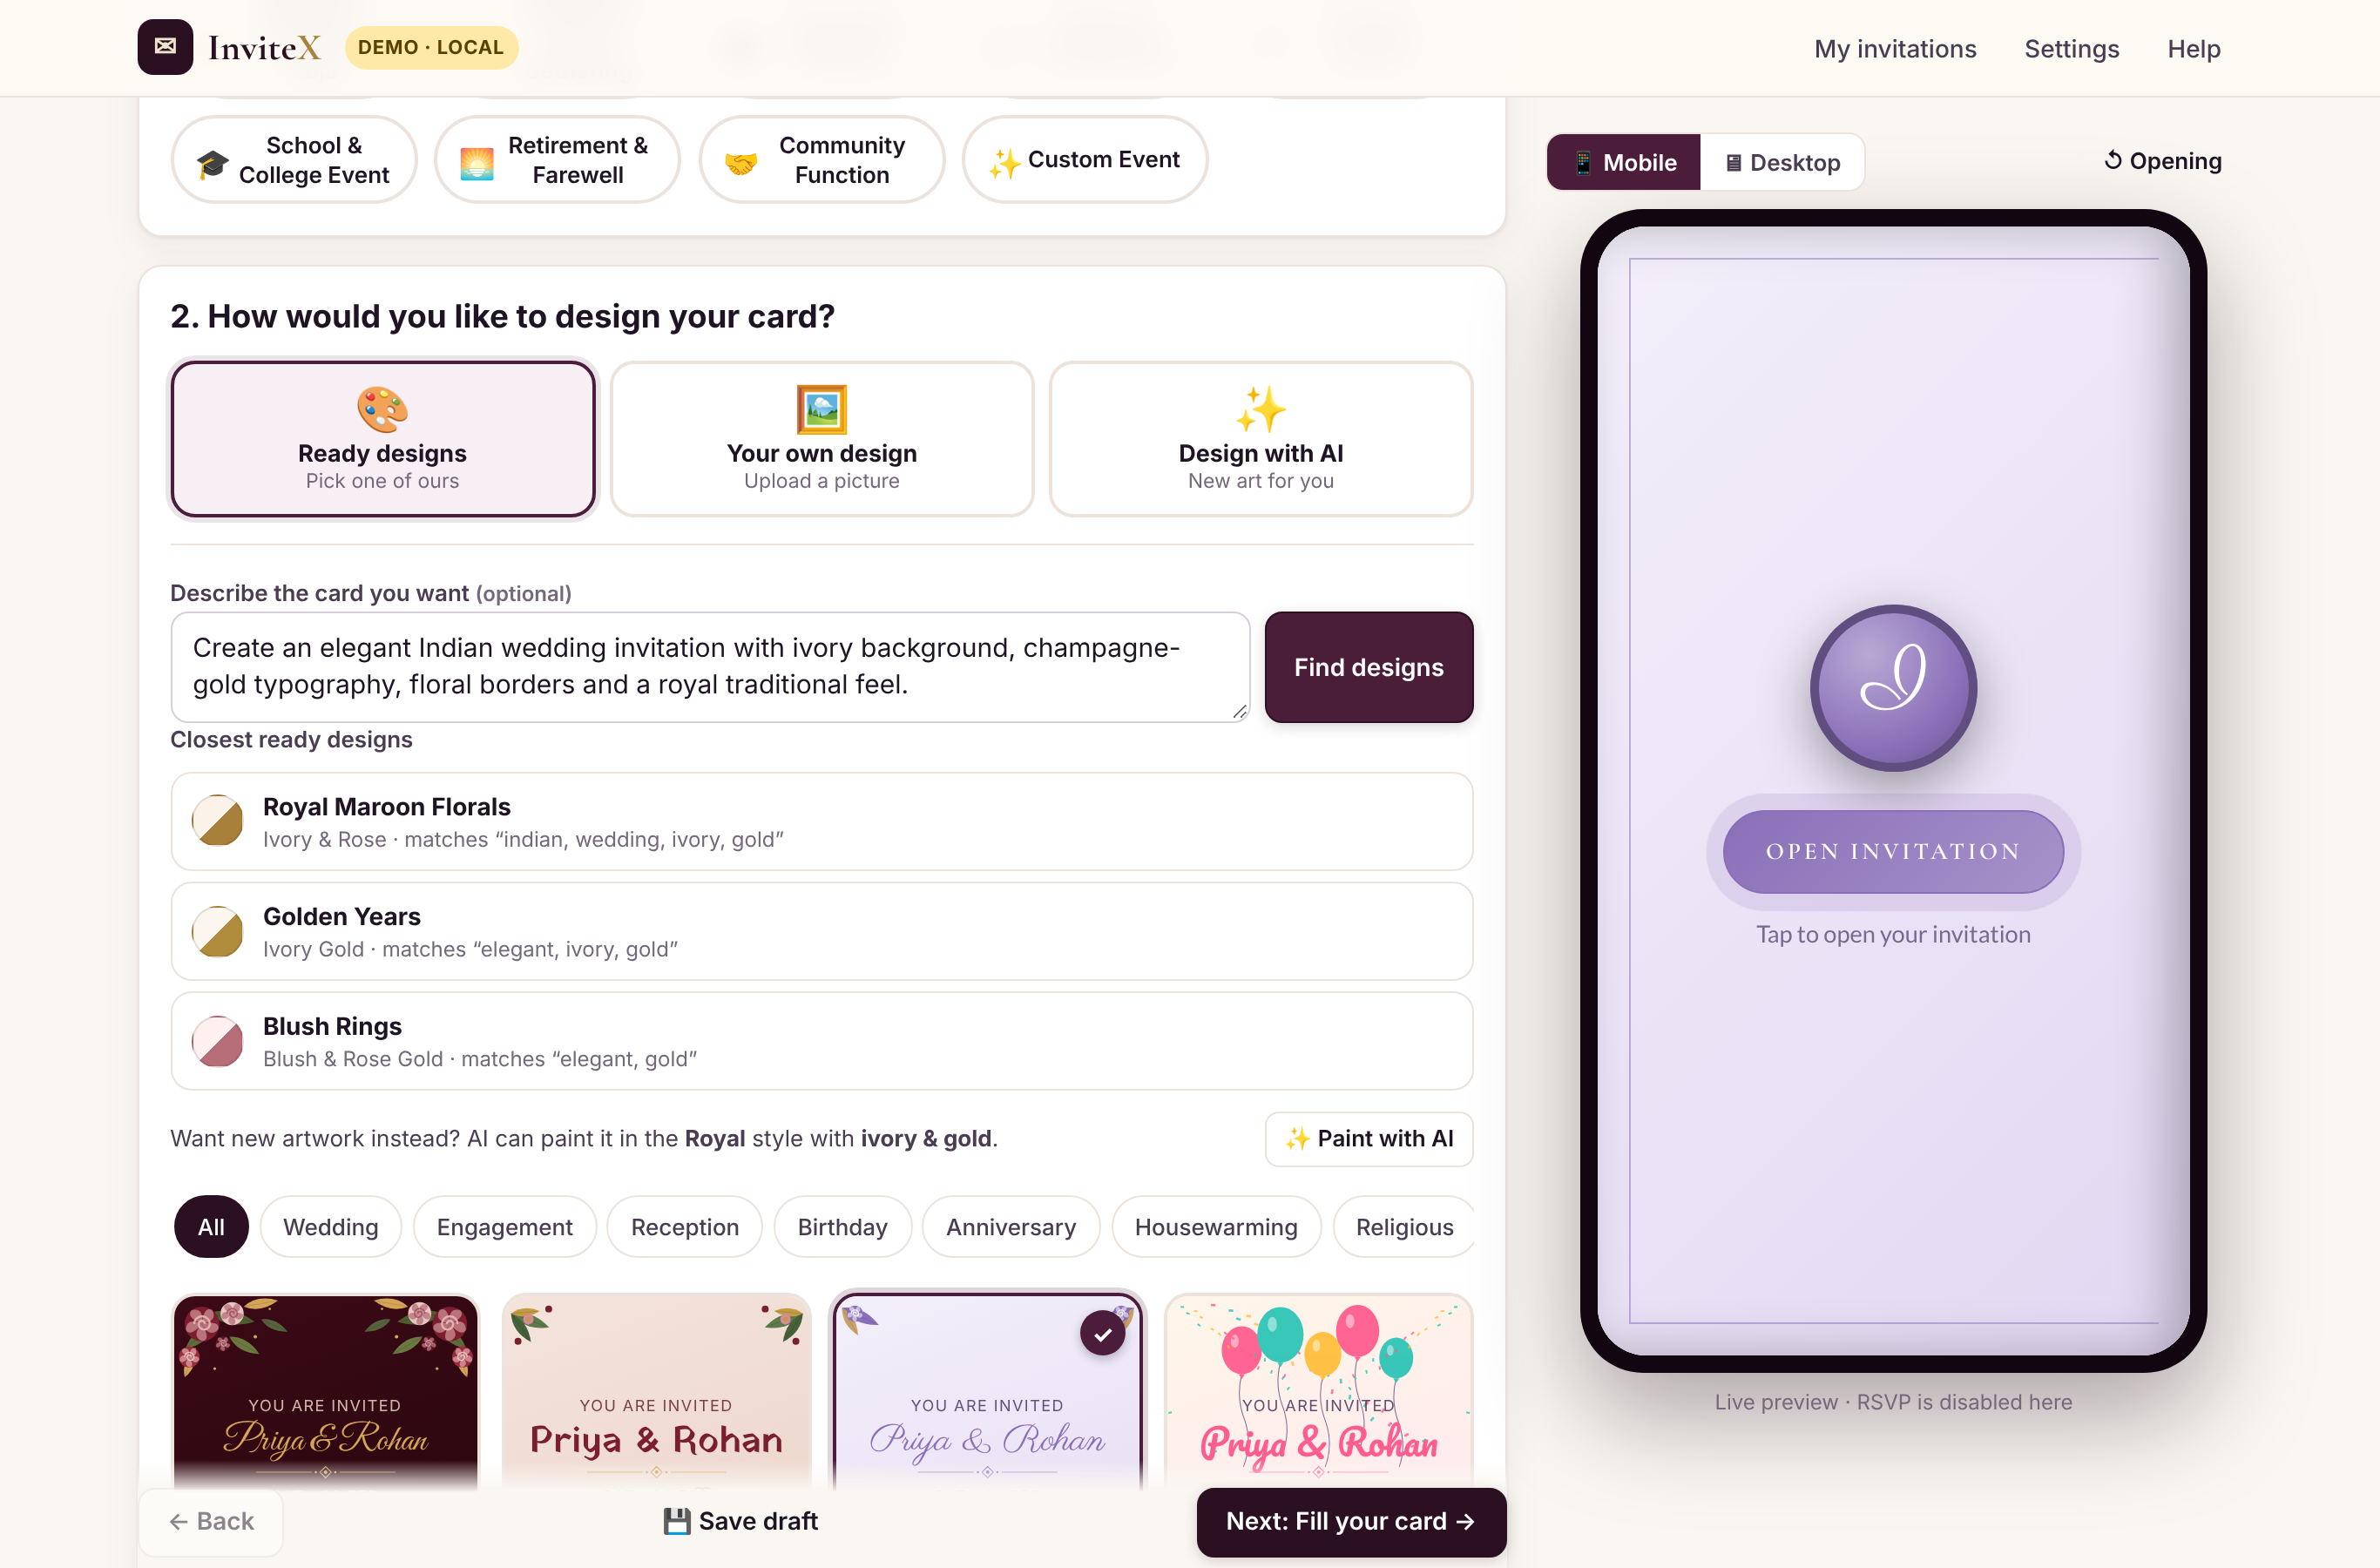 InviteX
DEMO · LOCAL
My invitations
Settings
Help
School &
College Event
Retirement &
Farewell
Community
Function
Custom Event
Mobile
Desktop
Opening
2. How would you like to design your card?
Ready designs
Pick one of ours
Your own design
Upload a picture
Design with AI
New art for you
Describe the card you want (optional)
Create an elegant Indian wedding invitation with ivory background, champagne-
gold typography, floral borders and a royal traditional feel.
Find designs
Closest ready designs
Royal Maroon Florals
Ivory & Rose · matches “indian, wedding, ivory, gold”
Golden Years
Ivory Gold · matches “elegant, ivory, gold”
Blush Rings
Blush & Rose Gold · matches “elegant, gold”
Want new artwork instead? AI can paint it in the Royal style with ivory & gold.
✨ Paint with AI
All
Wedding
Engagement
Reception
Birthday
Anniversary
Housewarming
Religious
YOU ARE INVITED
Priya & Rohan
YOU ARE INVITED
Priya & Rohan
YOU ARE INVITED
Priya & Rohan
YOU ARE INVITED
Priya & Rohan
← Back
Save draft
Next: Fill your card →
OPEN INVITATION
Tap to open your invitation
Live preview · RSVP is disabled here